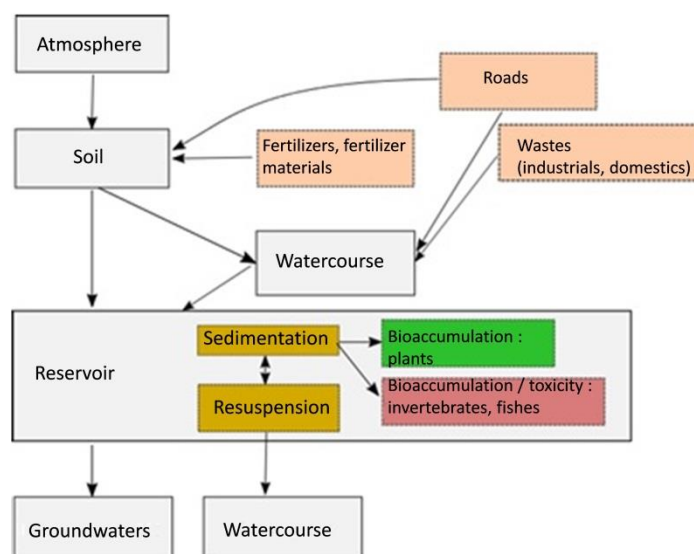 Atmosphere
Roads
Soil
Fertilizers, fertilizer
materials
Wastes
(industrials, domestics)
Watercourse
Reservoir
Sedimentation
Bioaccumulation :
plants
Resuspension
Bioaccumulation / toxicity :
invertebrates, fishes
Groundwaters
Watercourse